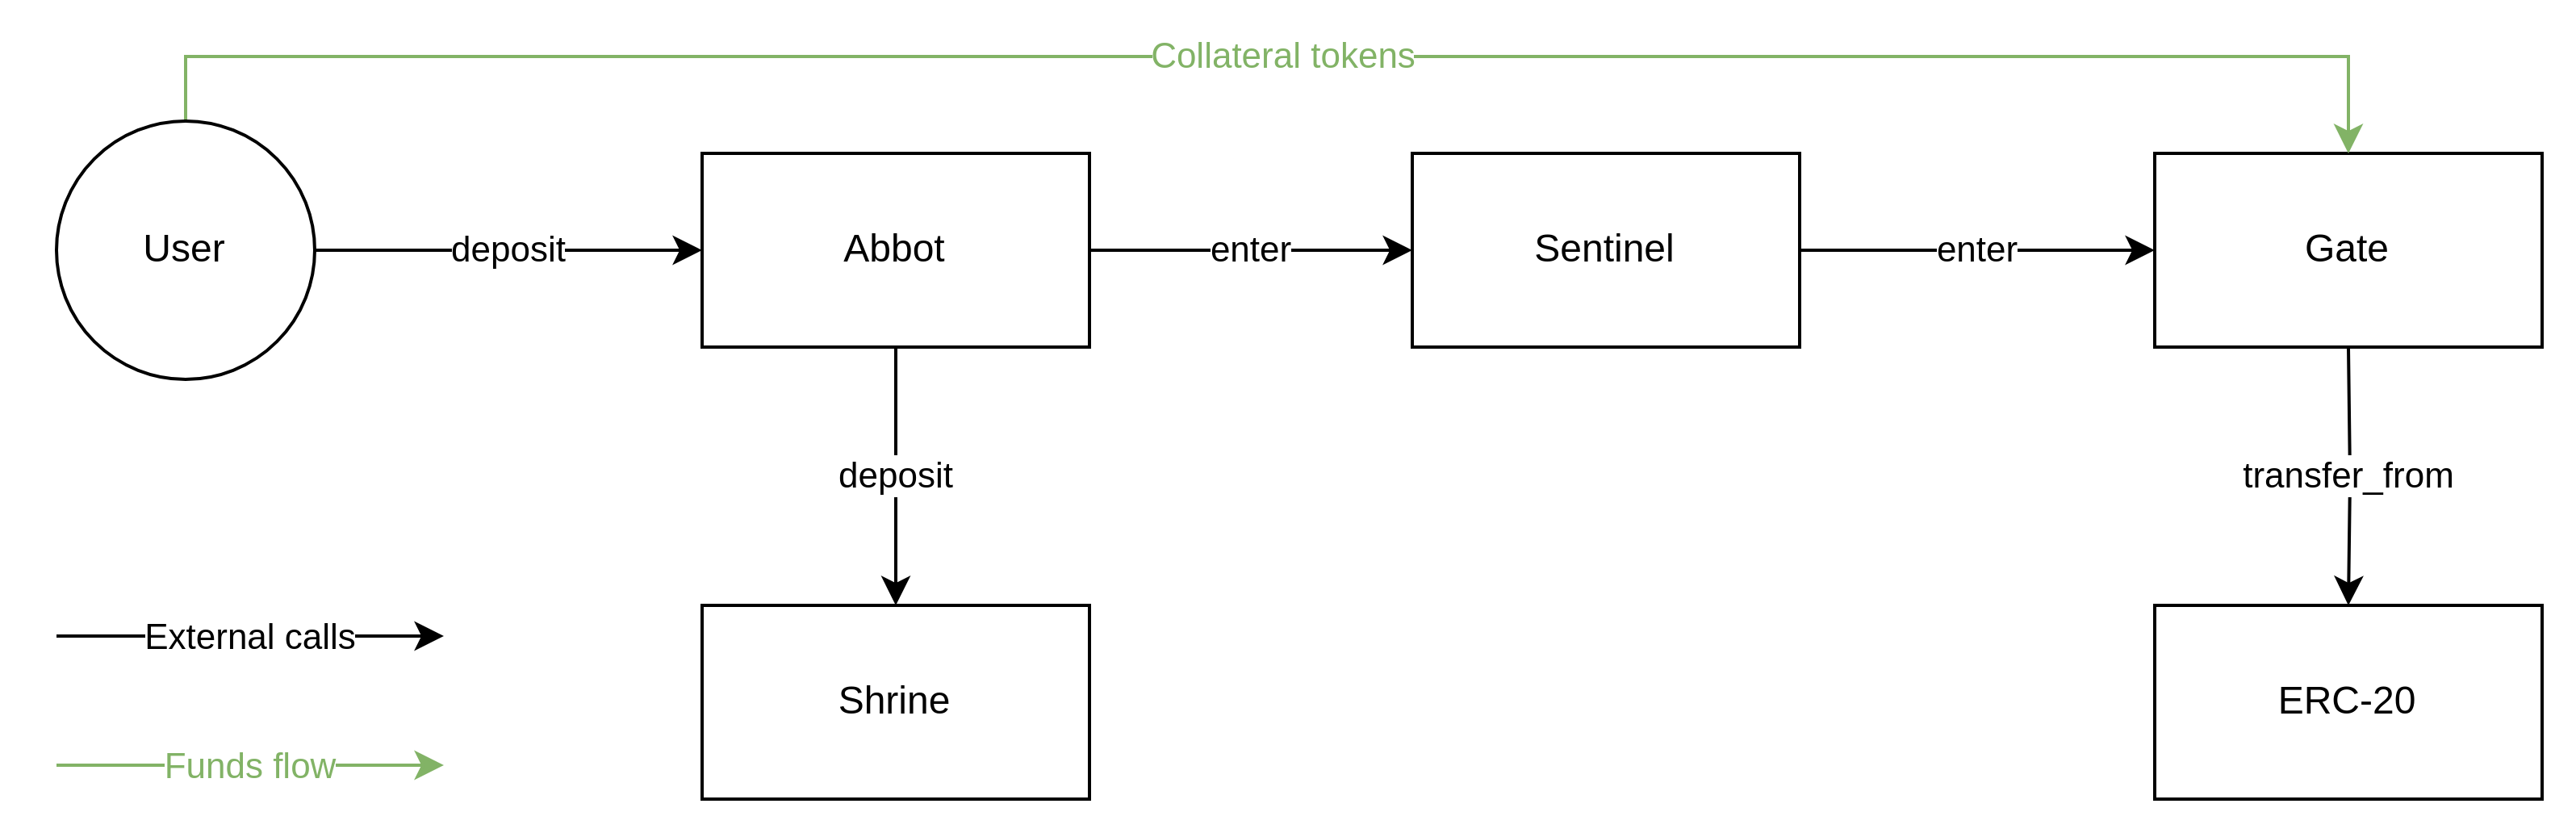 Collateral tokens
User
deposit
Abbot
enter
Sentinel
enter
Gate
deposit
transfer_from
External calls
Shrine
ERC-20
Funds flow